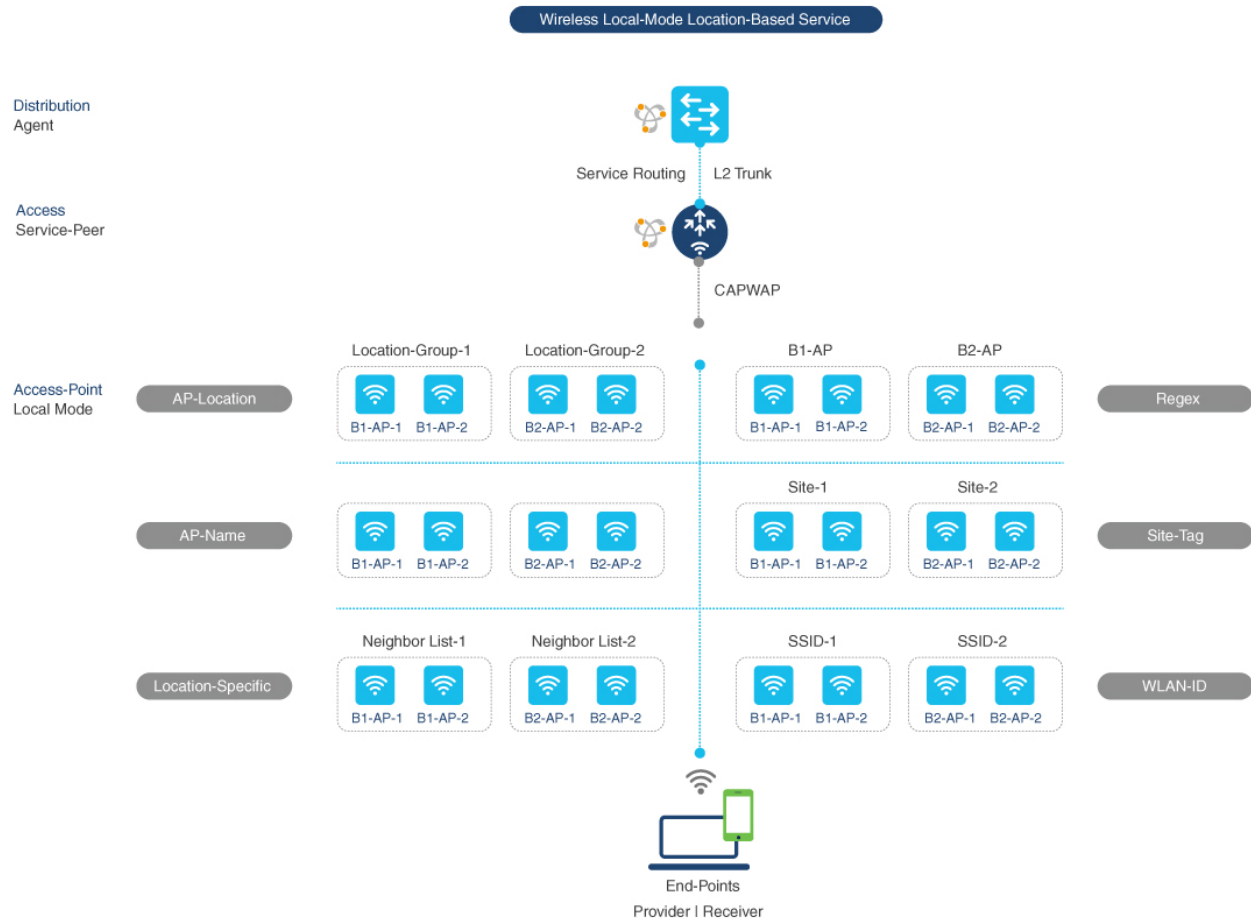 Wireless Local-Mode Location-Based Service
Distribution
Agent
Service Routing
L2 Trunk
Access
Service-Peer
CAPWAP
Access-Point
Local Mode
AP-Location
Location-Group-1
Location-Group-2
B1-AP
B2-AP
B1-AP-1 B1-AP-2
B2-AP-1 B2-AP-2
B1-AP-1 B1-AP-2
B2-AP-1 B2-AP-2
Regex
AP-Name
B1-AP-1 B1-AP-2
B2-AP-1 B2-AP-2
Site-1
Site-2
B1-AP-1 B1-AP-2
B2-AP-1 B2-AP-2
Site-Tag
Location-Specific
Neighbor List-1
Neighbor List-2
SSID-1
SSID-2
B1-AP-1 B1-AP-2
B2-AP-1 B2-AP-2
B1-AP-1 B1-AP-2
B2-AP-1 B2-AP-2
WLAN-ID
End-Points
Provider | Receiver